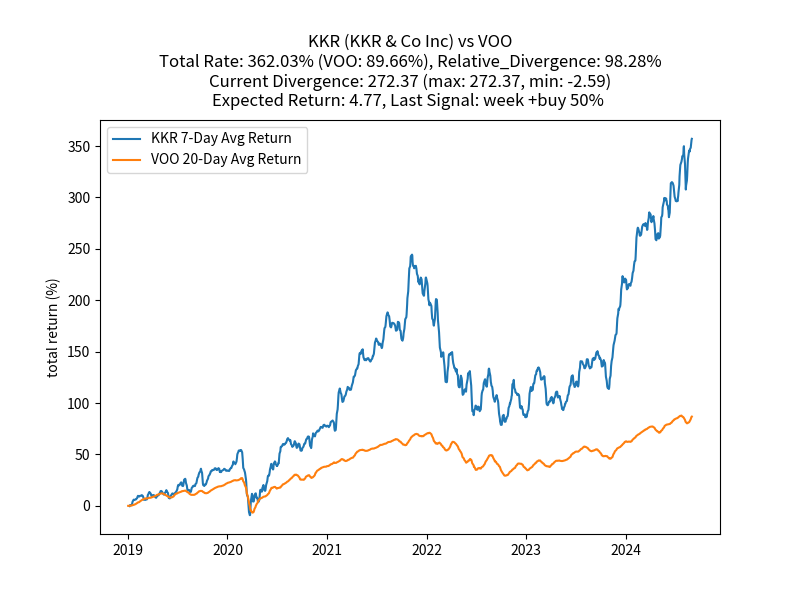 KKR (KKR & Co Inc) vs VOO
Total Rate: 362.03% (VOO: 89.66%), Relative_Divergence: 98.28%
Current Divergence: 272.37 (max: 272.37, min: -2.59)
Expected Return: 4.77, Last Signal: week +buy 50%
KKR 7-Day Avg Return
VOO 20-Day Avg Return
total return (%)
350
300
250
200
150
100
50
0
2019 2020 2021 2022 2023 2024